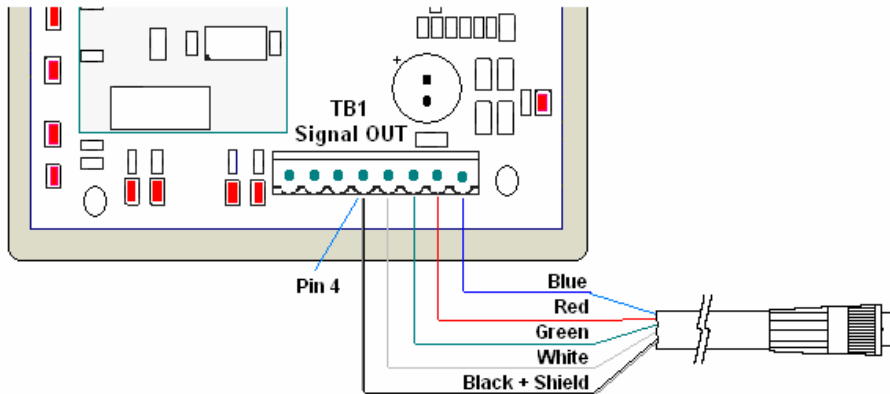 +
TB1
Signal OUT
Pin 4
Blue
Red
Green
White
Black + Shield